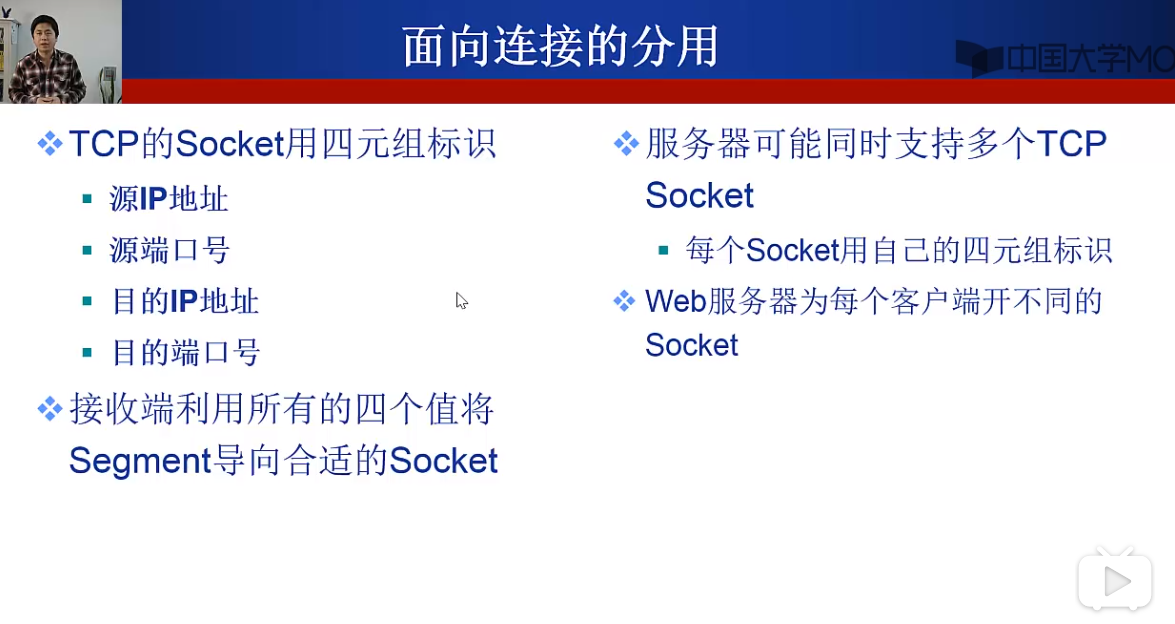 面向连接的分用
中国大学MO
TCP的Socket用四元组标识
源IP地址
源端口号
目的IP地址
目的端口号
接收端利用所有的四个值将
Segment导向合适的Socket
服务器可能同时支持多个TCP
Socket
每个Socket用自己的四元组标识
Web服务器为每个客户端开不同的
Socket